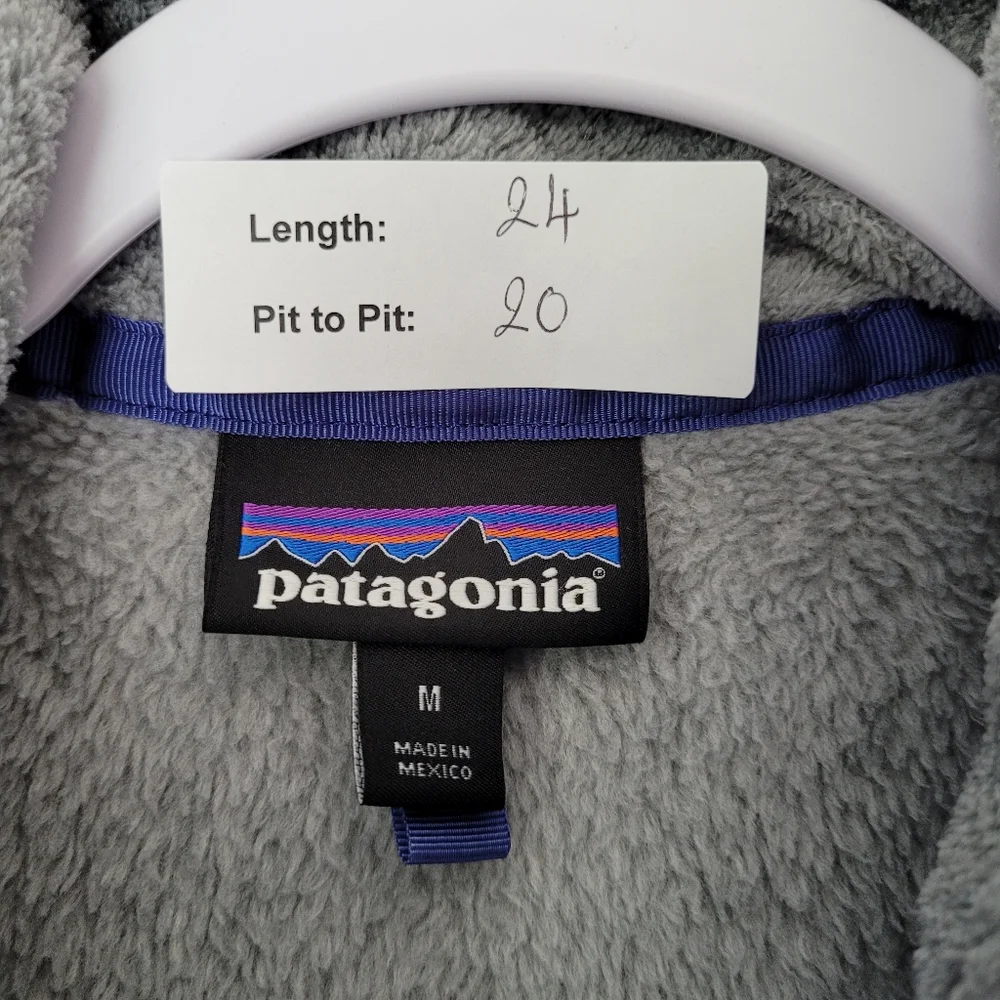 Length: 24
Pit to Pit: 20
patagonia®
M
MADE IN
MEXICO